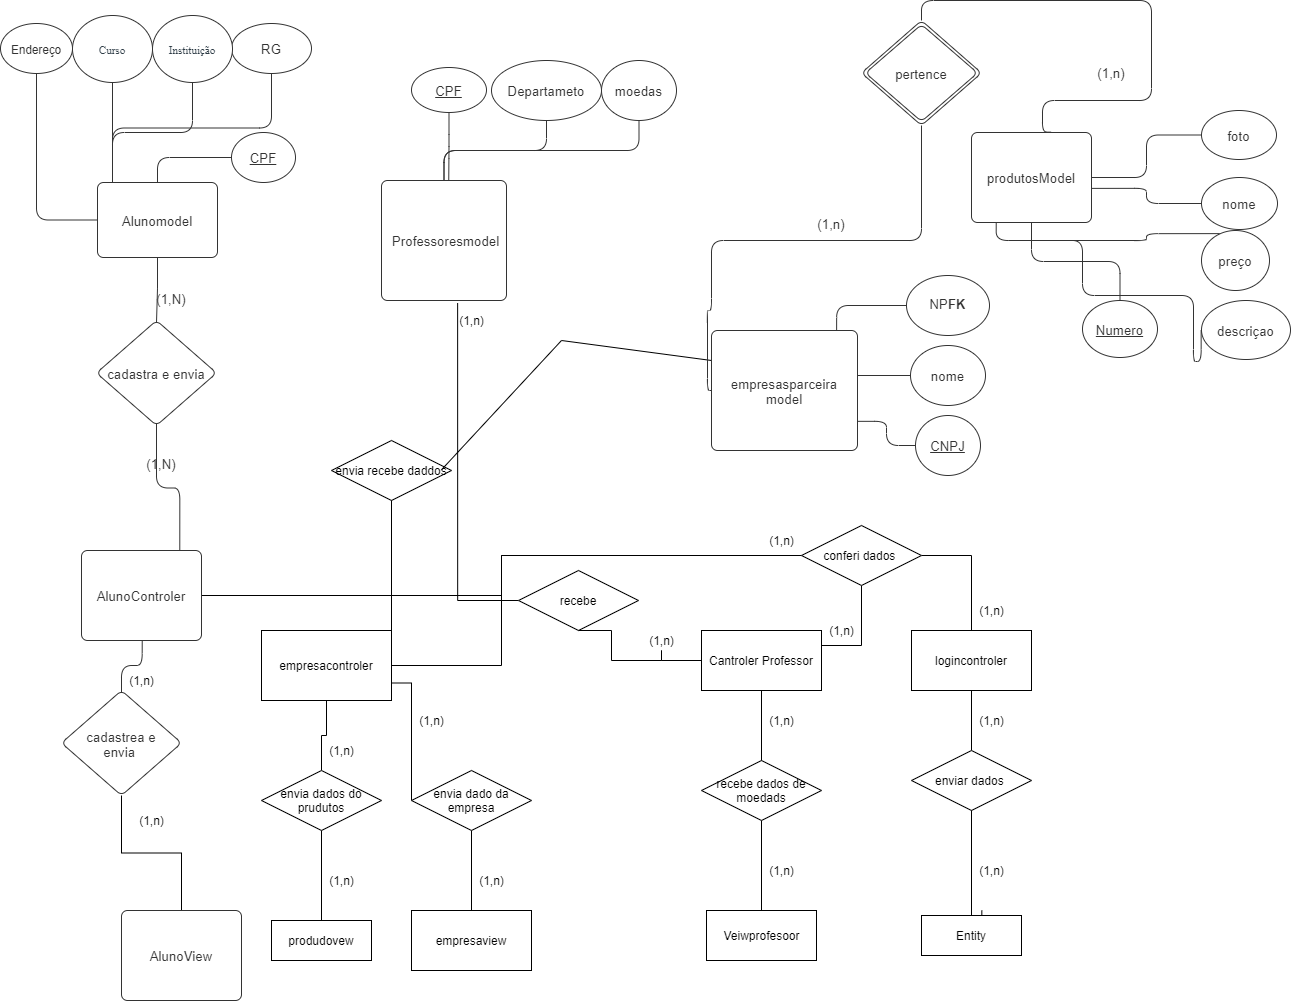 Endereço
Curso
Instituição
RG
CPF
Alunomodel
CPF
Departameto
moedas
Professoresmodel
pertence
(1,n)
produtosModel
foto
nome
preço
Numero
descriçao
(1,n)
NPFK
nome
CNPJ
empresasparceira
model
(1,N)
cadastra e envia
(1,N)
(1,n)
envia recebe daddos
AlunoControler
(1,n)
conferi dados
recebe
(1,n)
(1,n)
(1,n)
empresacontroler
Cantroler Professor
logincontroler
(1,n)
cadastrea e
envia
(1,n)
(1,n)
(1,n)
(1,n)
(1,n)
envia dados do
prudutos
envia dado da
empresa
recebe dados de
moedads
enviar dados
(1,n)
(1,n)
(1,n)
(1,n)
(1,n)
AlunoView
produdovew
empresaview
Veiwprofesoor
Entity